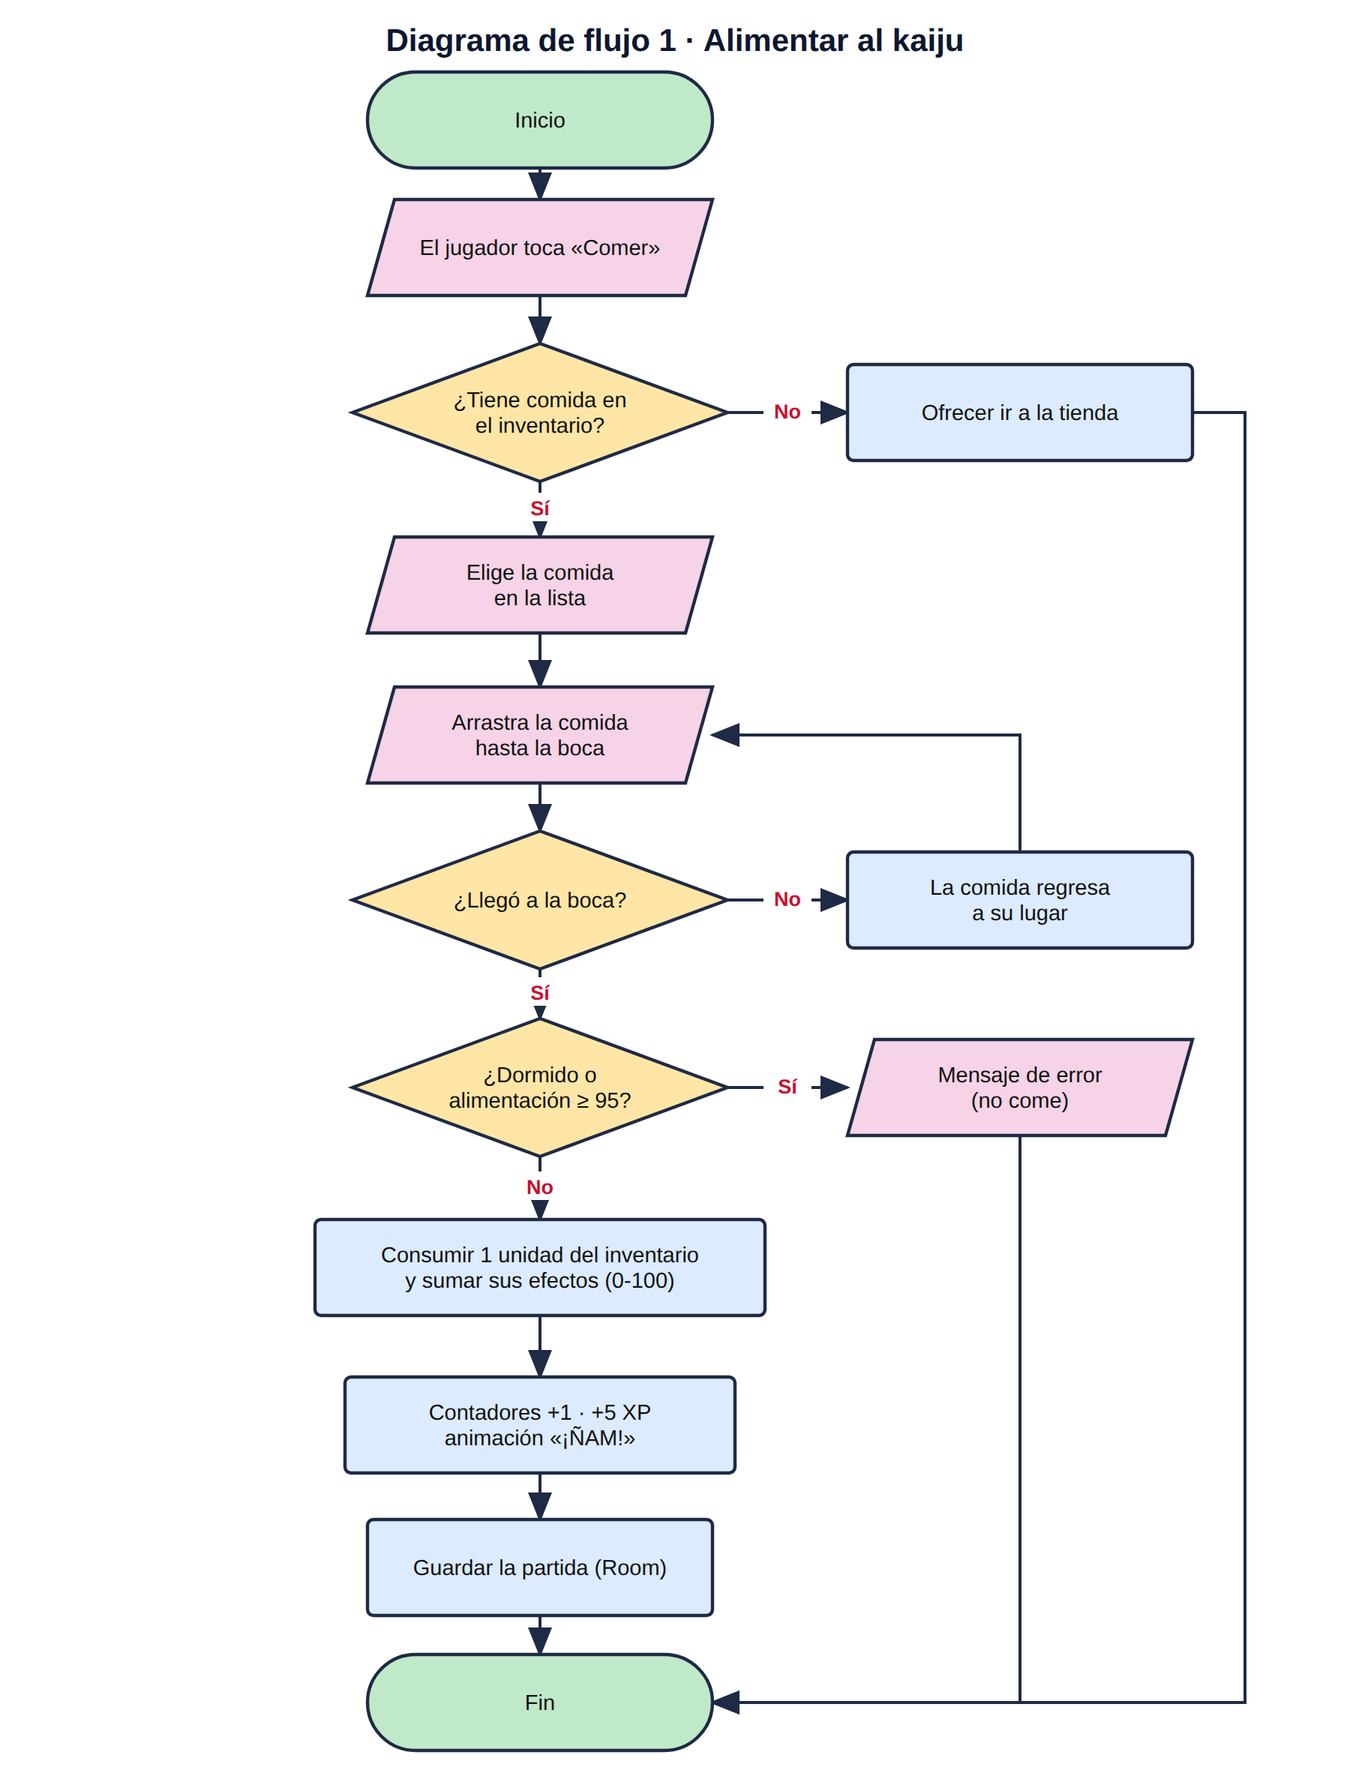 Diagrama de flujo 1 · Alimentar al kaiju
Inicio
El jugador toca «Comer»
¿Tiene comida en
el inventario?
No
Ofrecer ir a la tienda
Sí
Elige la comida
en la lista
Arrastra la comida
hasta la boca
¿Llegó a la boca?
No
La comida regresa
a su lugar
Sí
¿Dormido o
alimentación ≥ 95?
Sí
Mensaje de error
(no come)
No
Consumir 1 unidad del inventario
y sumar sus efectos (0-100)
Contadores +1 · +5 XP
animación «¡ÑAM!»
Guardar la partida (Room)
Fin